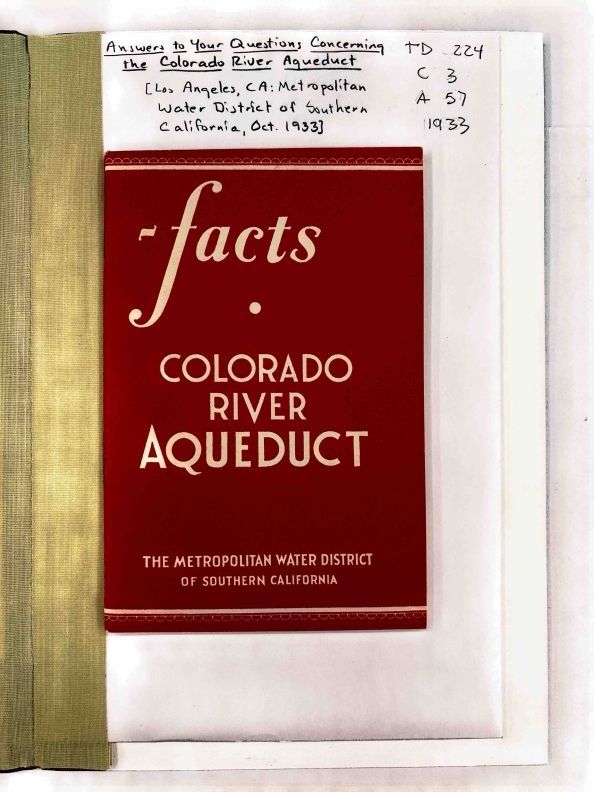 Answers to Your Questions Concerning
the Colorado River Aqueduct
[Los Angeles, CA: Metropolitan
Water District of Southern
California, Oct. 1933]
TD 224
C 3
A 57
1933
-facts
COLORADO
RIVER
AQUEDUCT
THE METROPOLITAN WATER DISTRICT
OF SOUTHERN CALIFORNIA